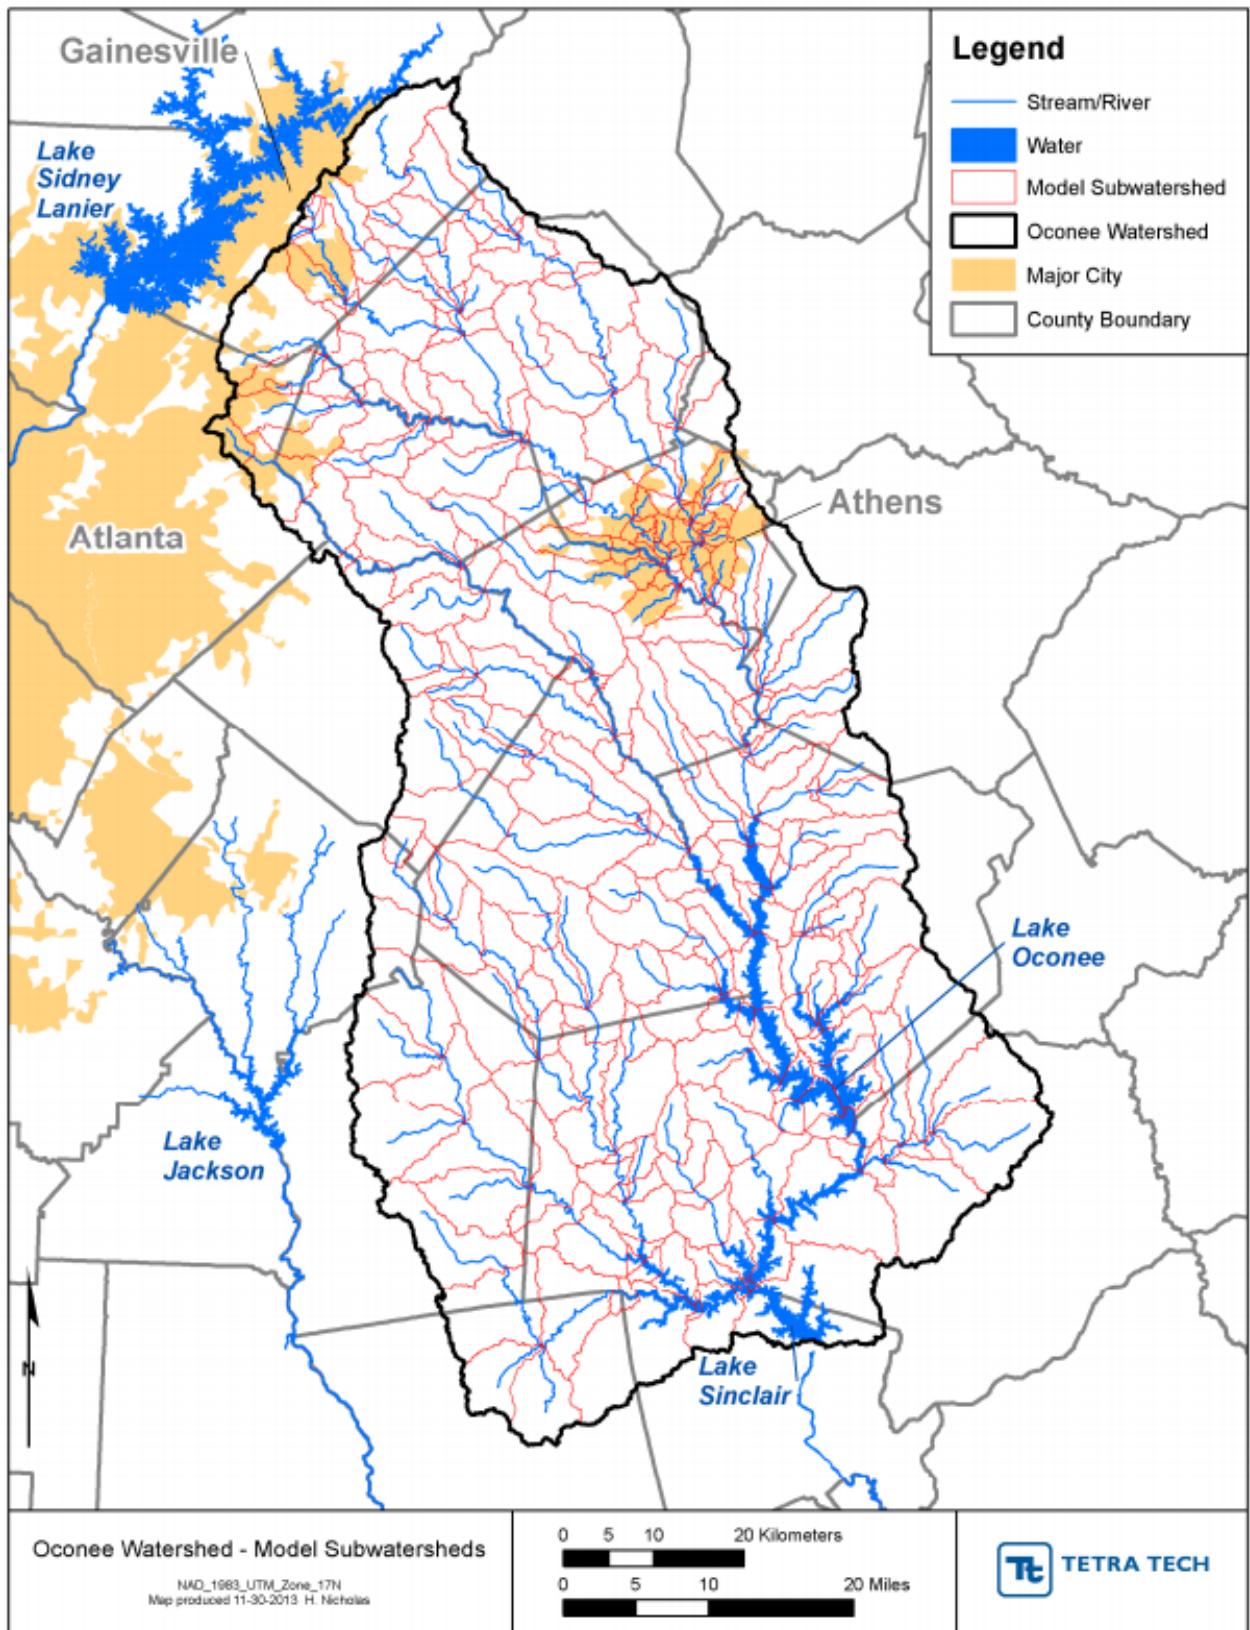 Gainesville
Lake
Sidney
Lanier
Legend
Stream/River
Water
Model Subwatershed
Oconee Watershed
Major City
County Boundary
Athens
Atlanta
Lake
Oconee
Lake
Jackson
Lake
Sinclair
N
Oconee Watershed - Model Subwatersheds
NAD_1983_UTM_Zone_17N
Map produced 11-30-2013 H. Nicholas
0 5 10 20 Kilometers
0 5 10 20 Miles
Tt TETRA TECH